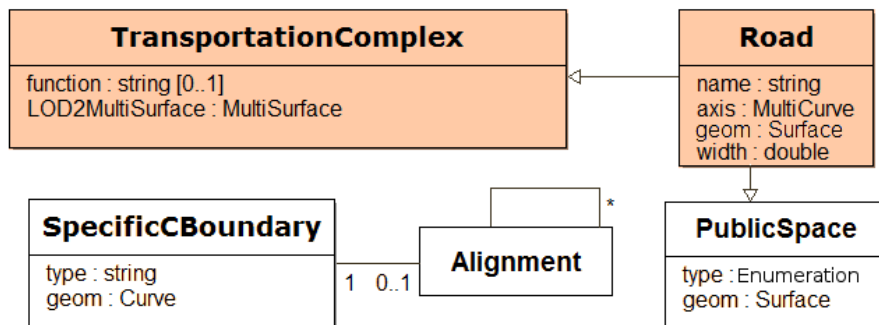 TransportationComplex
function : string [0..1]
LOD2MultiSurface : MultiSurface
Road
name : string
axis : MultiCurve
geom : Surface
width : double
SpecificCBoundary
type : string
geom : Curve
1 0..1
Alignment
*
PublicSpace
type : Enumeration
geom : Surface